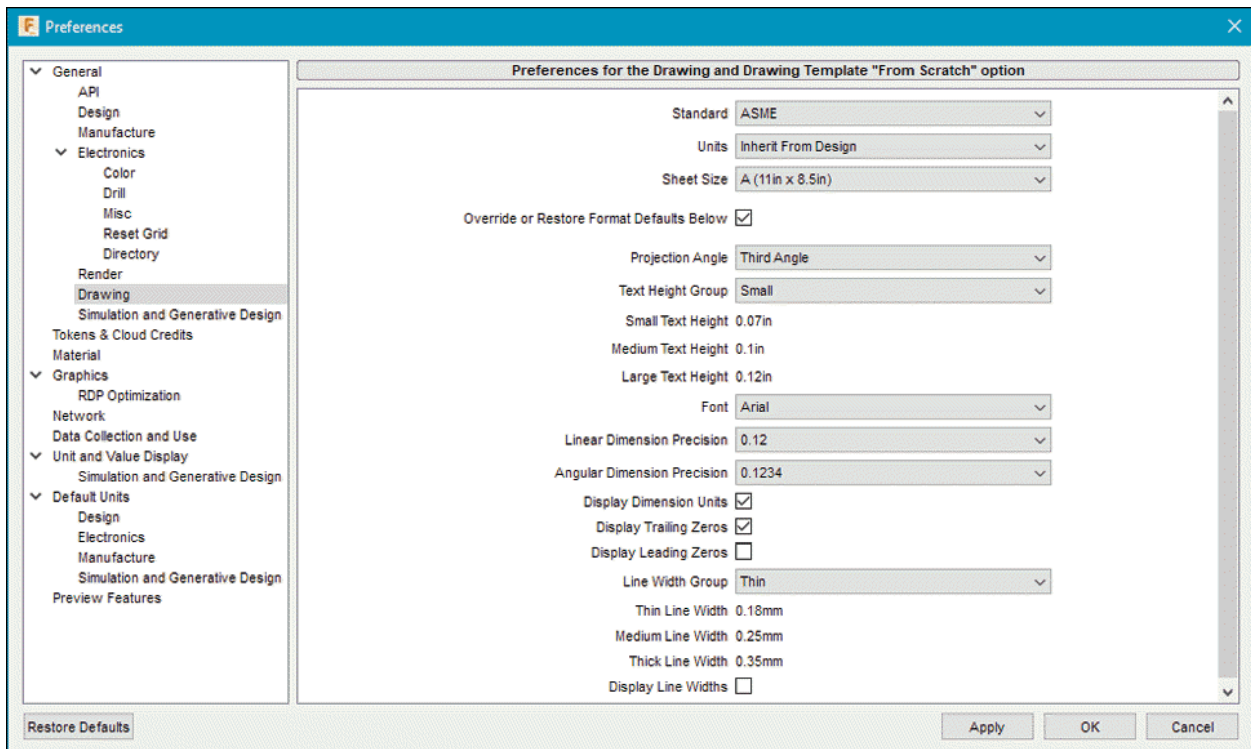 Preferences
General
API
Design
Manufacture
Electronics
Color
Drill
Misc
Reset Grid
Directory
Render
Drawing
Simulation and Generative Design
Tokens & Cloud Credits
Material
Graphics
RDP Optimization
Network
Data Collection and Use
Unit and Value Display
Simulation and Generative Design
Default Units
Design
Electronics
Manufacture
Simulation and Generative Design
Preview Features
Preferences for the Drawing and Drawing Template "From Scratch" option
Standard ASME
Units Inherit From Design
Sheet Size A (11in x 8.5in)
Override or Restore Format Defaults Below
Projection Angle Third Angle
Text Height Group Small
Small Text Height 0.07in
Medium Text Height 0.1in
Large Text Height 0.12in
Font Arial
Linear Dimension Precision 0.12
Angular Dimension Precision 0.1234
Display Dimension Units
Display Trailing Zeros
Display Leading Zeros
Line Width Group Thin
Thin Line Width 0.18mm
Medium Line Width 0.25mm
Thick Line Width 0.35mm
Display Line Widths
Restore Defaults
Apply OK Cancel